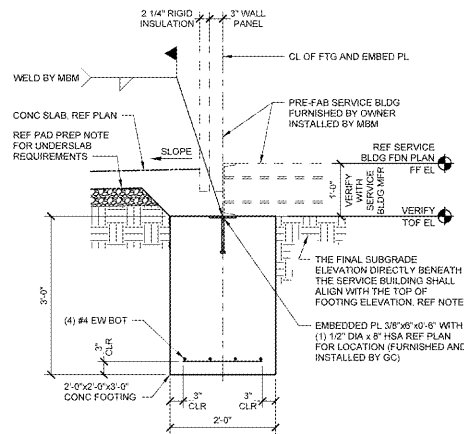 2 1/4" RIGID
INSULATION
3" WALL
PANEL
CL OF FTG AND EMBED PL
WELD BY MBM
PRE-FAB SERVICE BLDG
FURNISHED BY OWNER
INSTALLED BY MBM
CONC SLAB, REF PLAN
REF PAD PREP NOTE
FOR UNDERSLAB
REQUIREMENTS
SLOPE
REF SERVICE
BLDG FDN PLAN
FF EL
1'-0"
VERIFY
WITH
SERVICE
BLDG MFR
VERIFY
TOF EL
THE FINAL SUBGRADE
ELEVATION DIRECTLY BENEATH
THE SERVICE BUILDING SHALL
ALIGN WITH THE TOP OF
FOOTING ELEVATION, REF NOTE
3'-0"
(4) #4 EW BOT
3"
CLR
EMBEDDED PL 3/8"x6"x0'-6" WITH
(1) 1/2" DIA x 8" HSA REF PLAN
FOR LOCATION (FURNISHED AND
INSTALLED BY GC)
2'-0"x2'-0"x3'-0"
CONC FOOTING
3"
CLR
3"
CLR
2'-0"